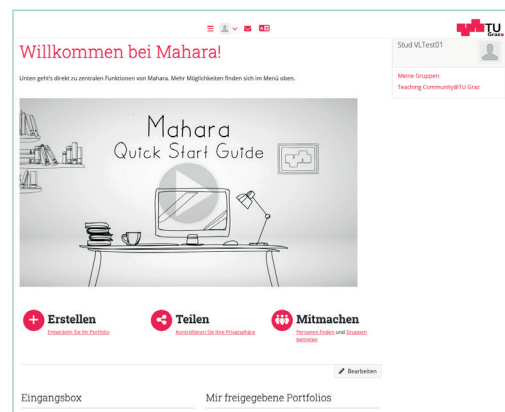 TU
Graz
Willkommen bei Mahara!
Stud VLTest01
Unten geht's direkt zu zentralen Funktionen von Mahara. Mehr Möglichkeiten finden sich im Menü oben.
Meine Gruppen:
Teaching Community@TU Graz
Mahara
Quick Start Guide
Erstellen
Entwickeln Sie Ihr Portfolio
Teilen
Kontrollieren Sie Ihre Privatsphäre
Mitmachen
Personen finden und Gruppen
beitreten
Bearbeiten
Eingangsbox
Mir freigegebene Portfolios